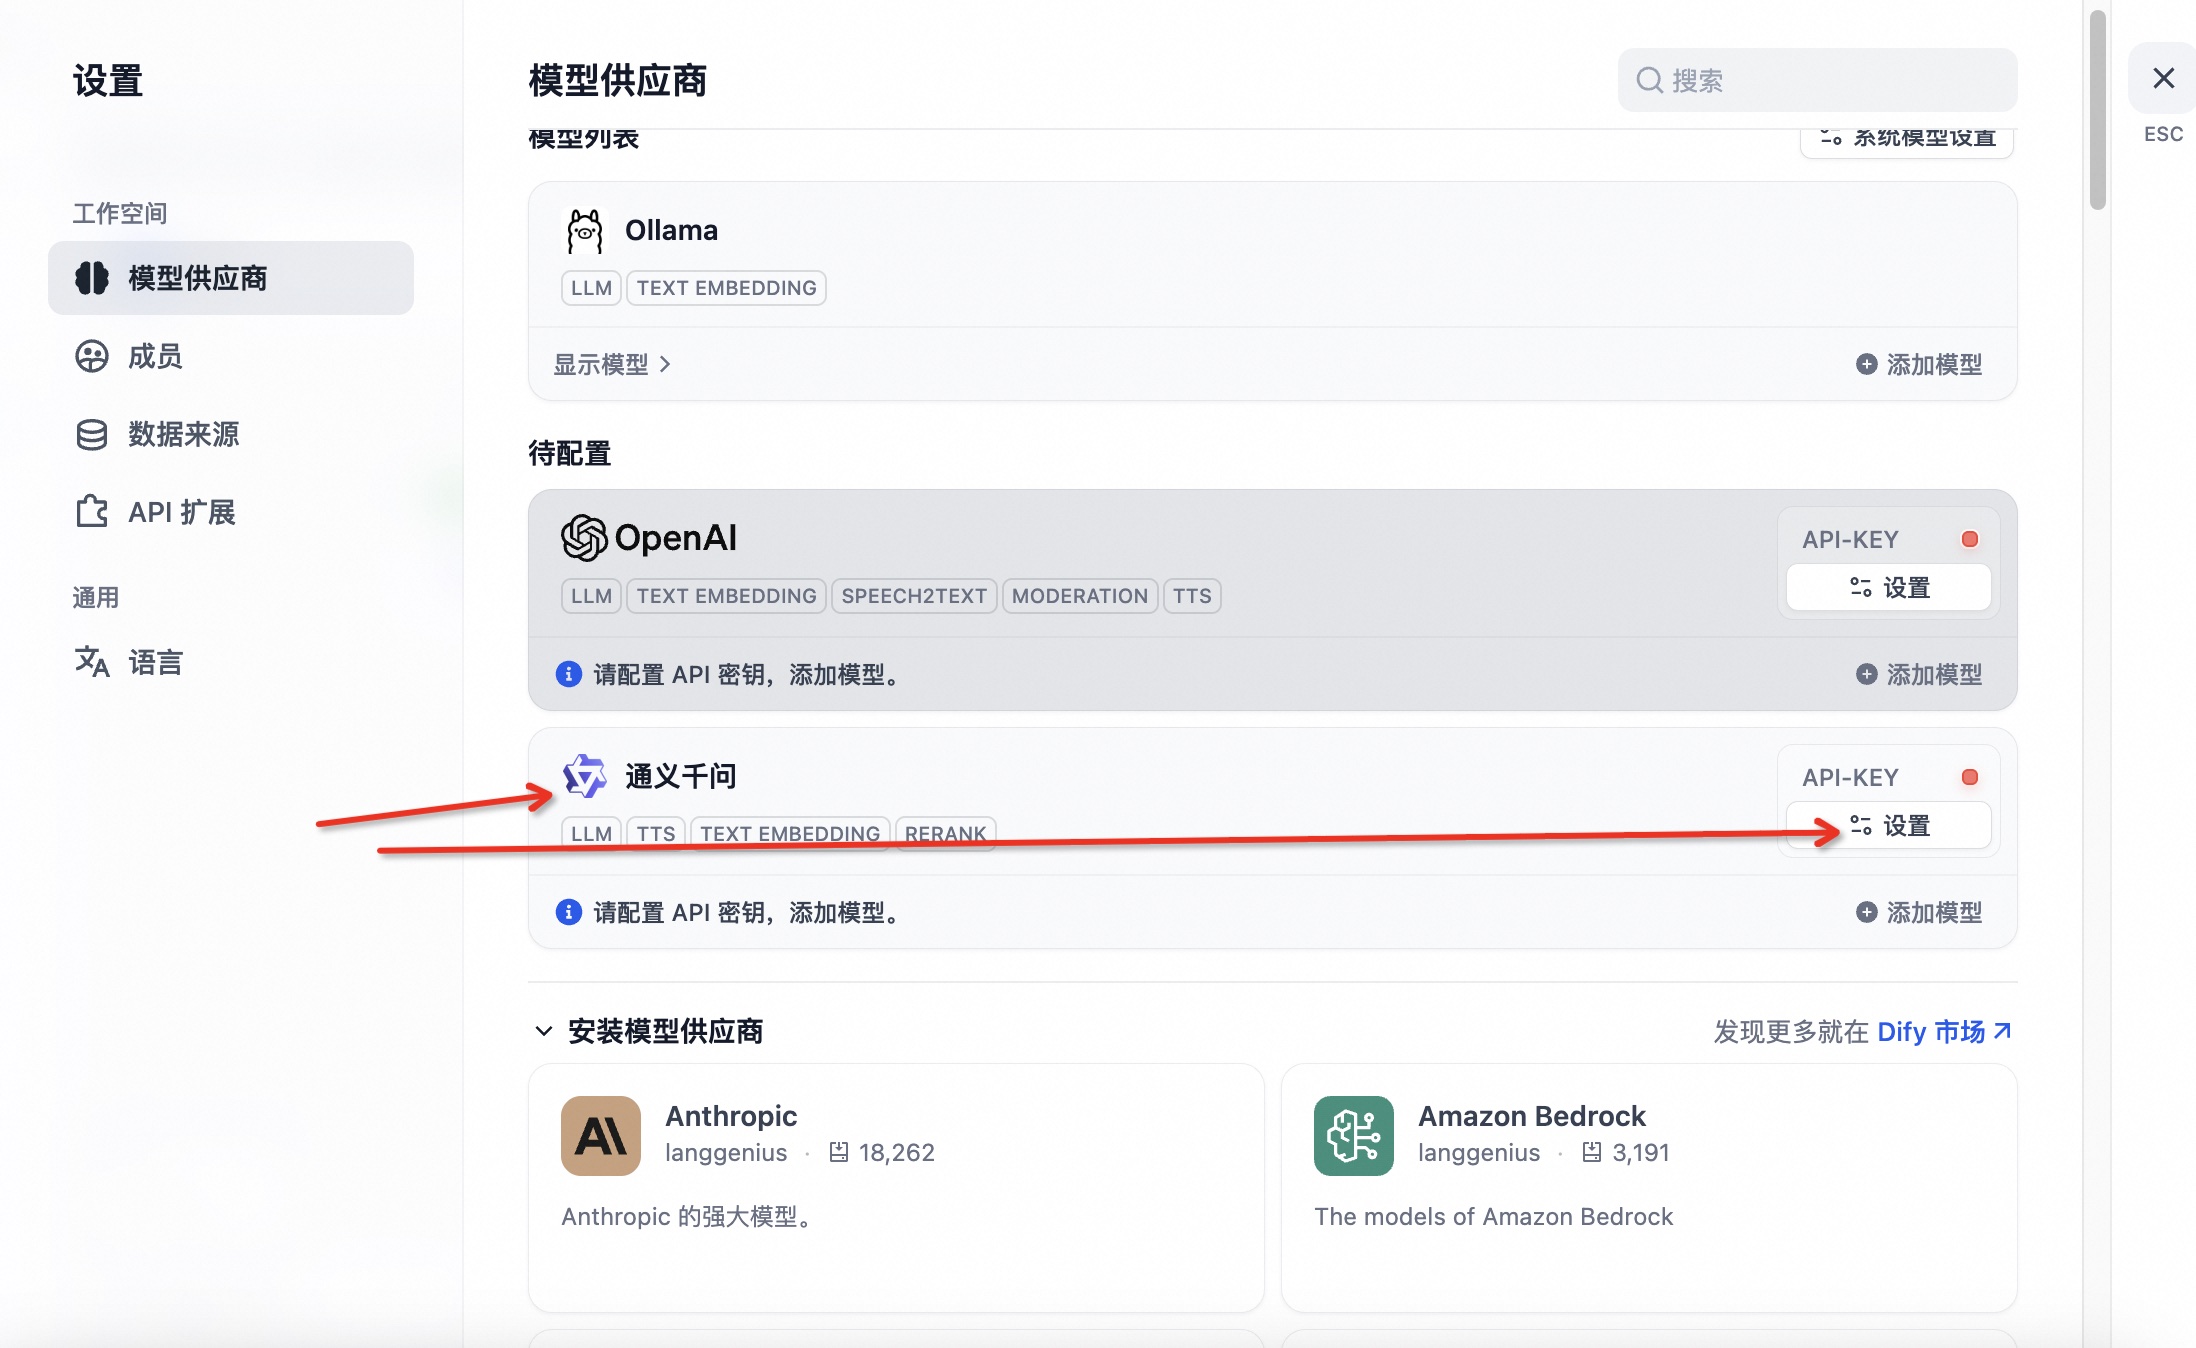 设置
工作空间
模型供应商
成员
数据来源
API 扩展
通用
语言
模型供应商
搜索
ESC
模型列表
系统模型设置
Ollama
LLM
TEXT EMBEDDING
显示模型
添加模型
待配置
OpenAI
API-KEY
设置
LLM
TEXT EMBEDDING
SPEECH2TEXT
MODERATION
TTS
请配置 API 密钥，添加模型。
添加模型
通义千问
API-KEY
设置
LLM
TTS
TEXT EMBEDDING
RERANK
请配置 API 密钥，添加模型。
添加模型
安装模型供应商
发现更多就在 Dify 市场
Anthropic
langgenius · 18,262
Anthropic 的强大模型。
Amazon Bedrock
langgenius · 3,191
The models of Amazon Bedrock